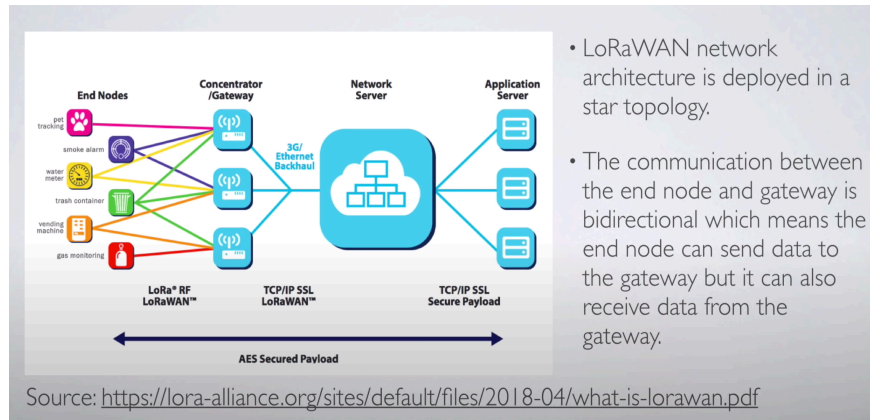 End Nodes
Concentrator
/Gateway
Network
Server
Application
Server
pet
tracking
smoke alarm
water
meter
trash container
vending
machine
gas monitoring
3G/
Ethernet
Backhaul
LoRa® RF
LoRaWAN™
TCP/IP SSL
LoRaWAN™
TCP/IP SSL
Secure Payload
AES Secured Payload
• LoRaWAN network
architecture is deployed in a
star topology.
• The communication between
the end node and gateway is
bidirectional which means the
end node can send data to
the gateway but it can also
receive data from the
gateway.
Source: https://lora-alliance.org/sites/default/files/2018-04/what-is-lorawan.pdf